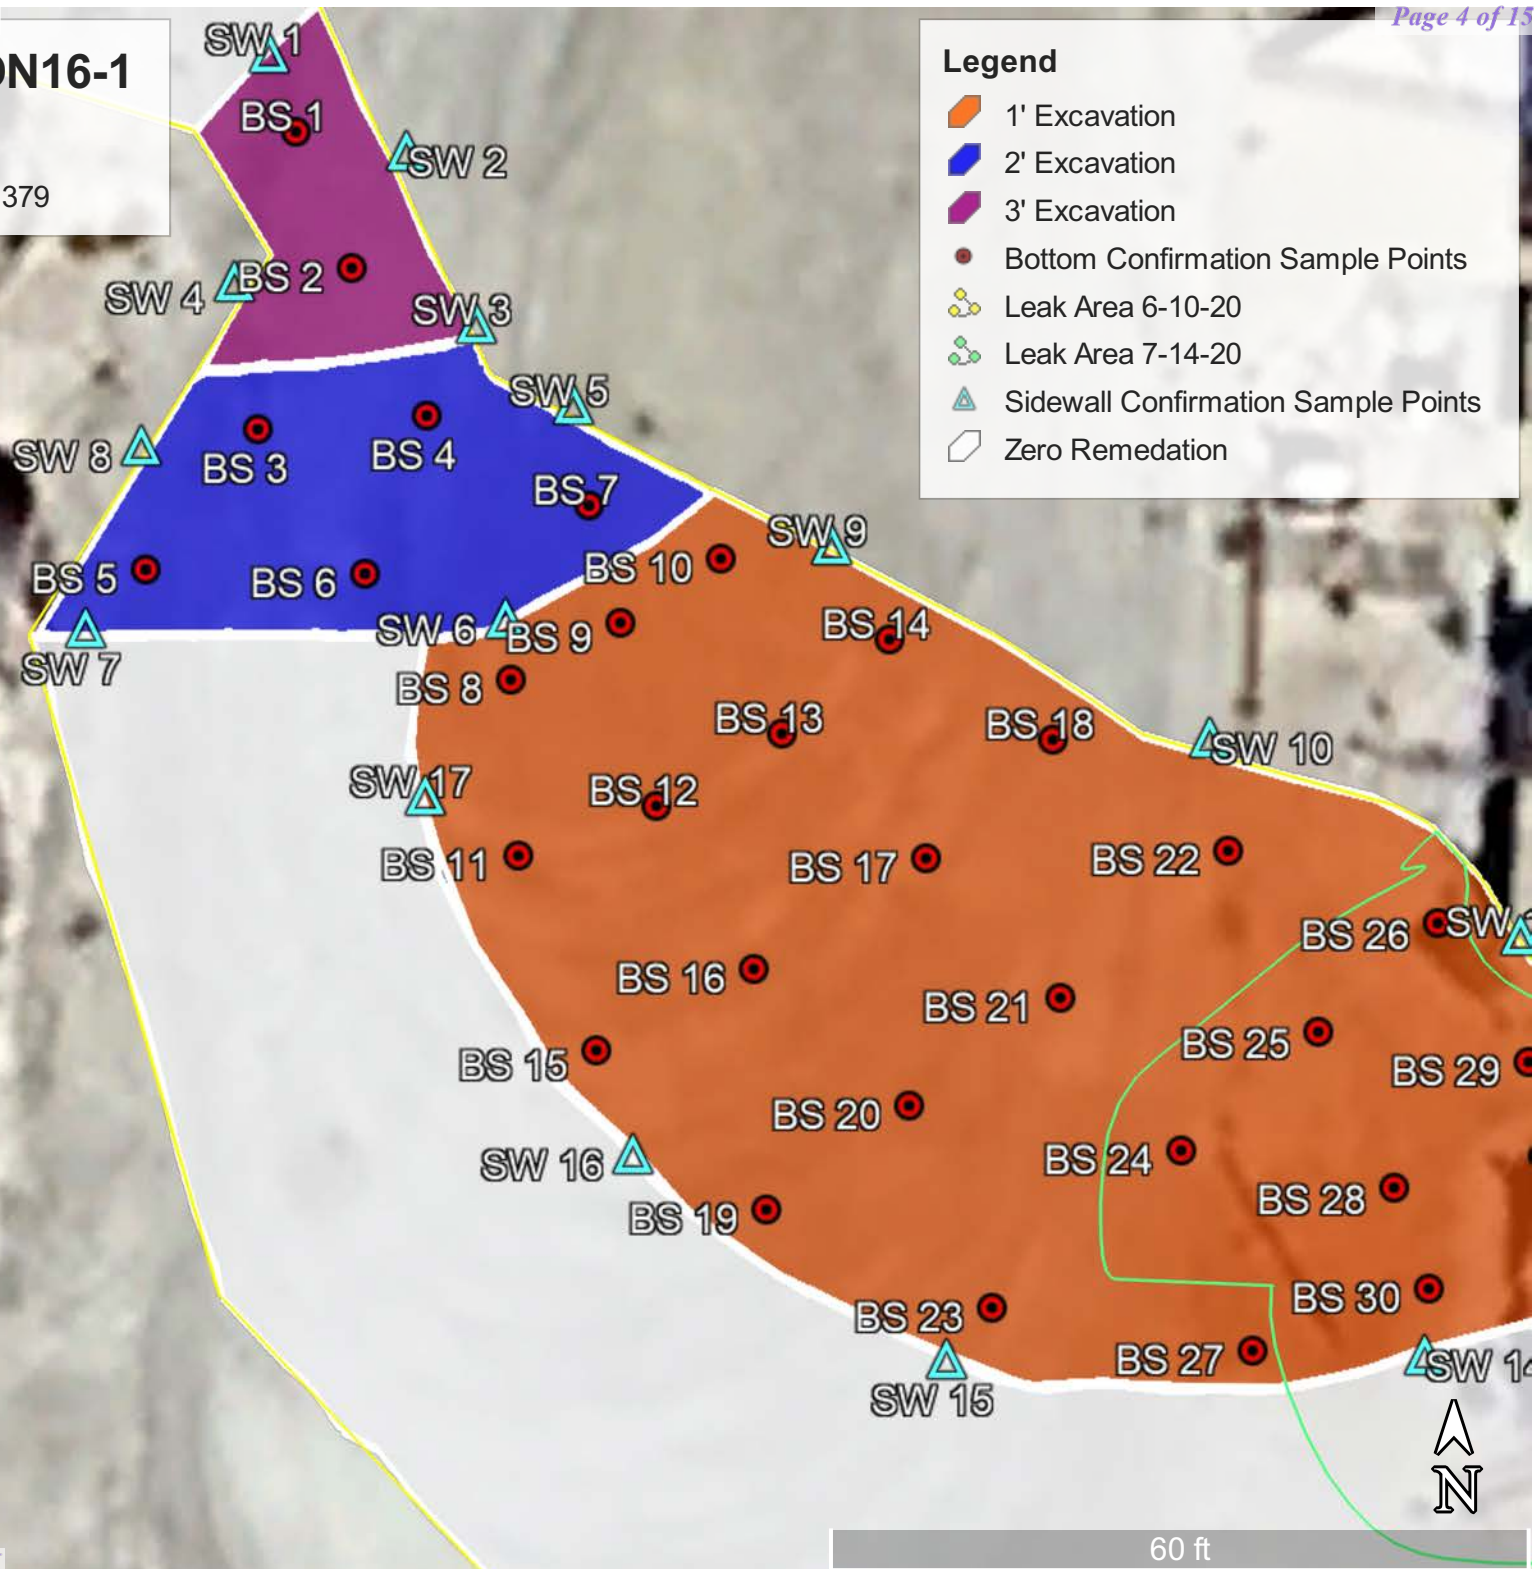 Page 4 of 15
ON16-1
379
Legend
1' Excavation
2' Excavation
3' Excavation
Bottom Confirmation Sample Points
Leak Area 6-10-20
Leak Area 7-14-20
Sidewall Confirmation Sample Points
Zero Remedation
SW 1
BS 1
SW 2
BS 2
SW 4
SW 3
SW 5
SW 8
BS 3
BS 4
BS 7
SW 9
BS 5
BS 6
BS 10
SW 6
BS 9
BS 14
SW 7
BS 8
BS 13
BS 18
SW 10
SW 17
BS 12
BS 11
BS 17
BS 22
BS 26
SW
BS 16
BS 21
BS 25
BS 15
BS 29
BS 20
SW 16
BS 24
BS 28
BS 19
BS 23
BS 30
BS 27
SW 14
SW 15
N
60 ft